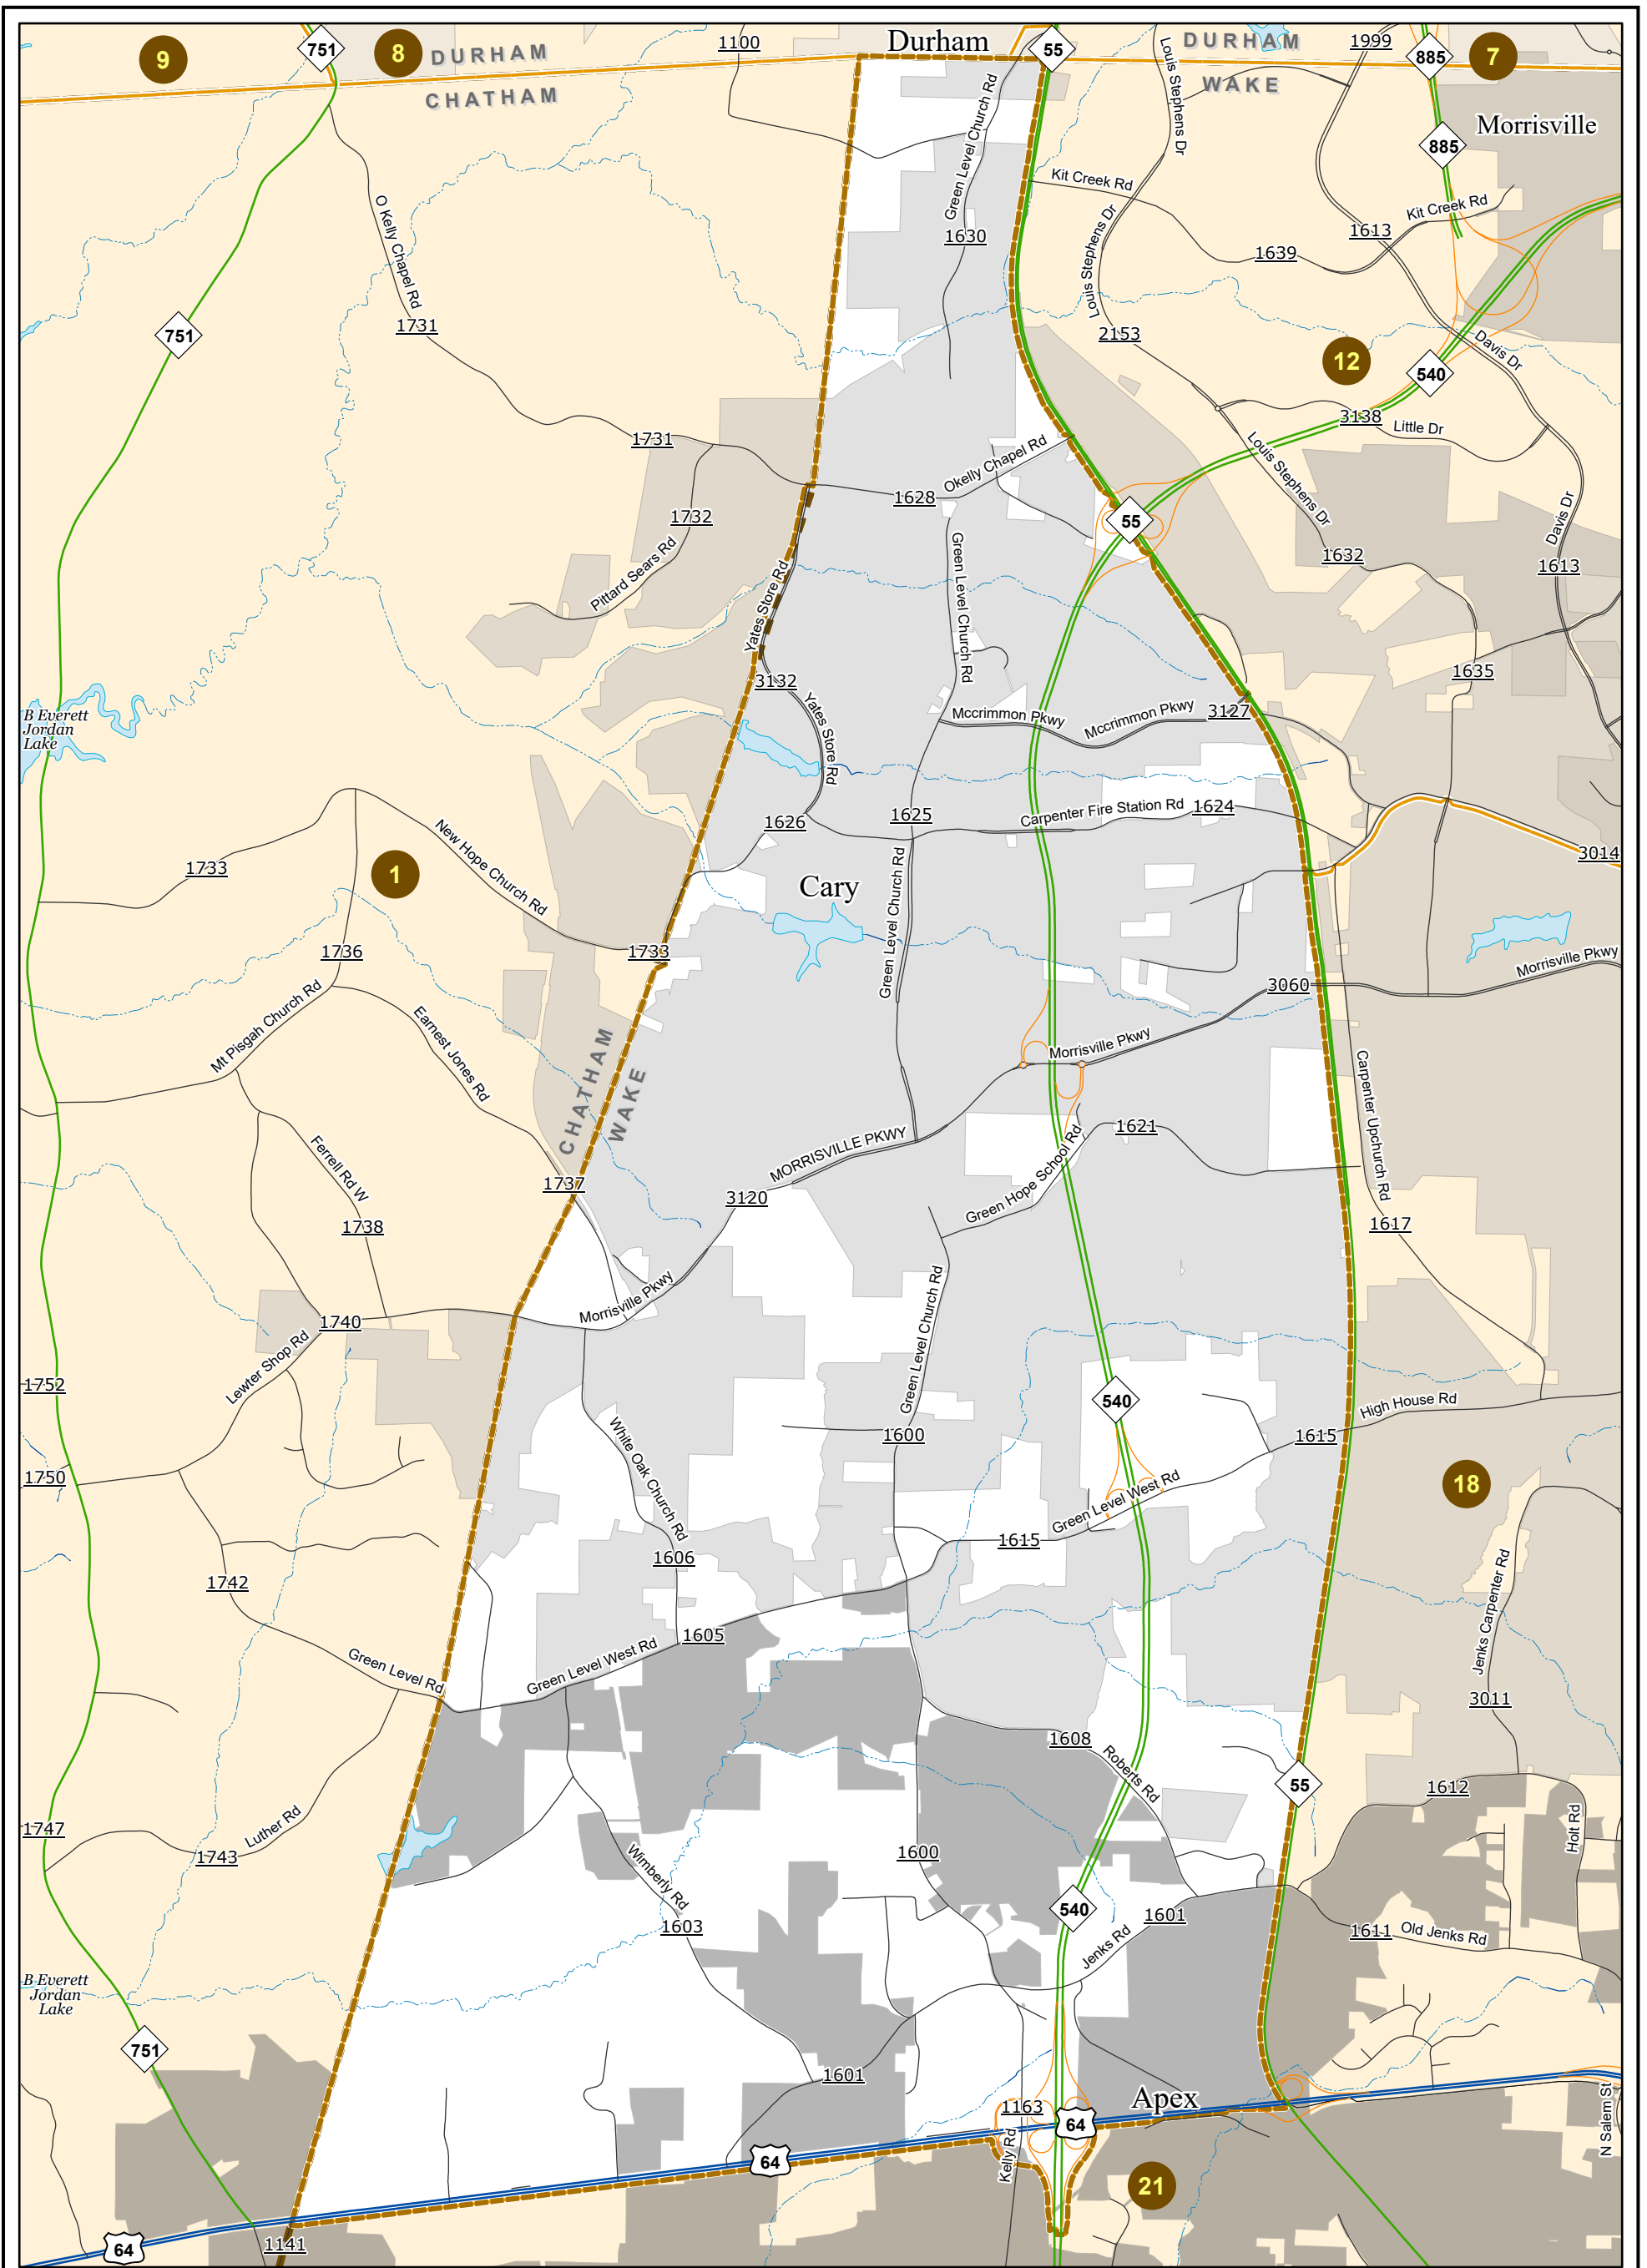 751
9
8
DURHAM
CHATHAM
1100
Durham
55
DURHAM
WAKE
1999
885
7
Louis Stephens Dr
Morrisville
885
Green Level Church Rd
Kit Creek Rd
Kit Creek Rd
O Kelly Chapel Rd
1630
1613
1639
Louis Stephens Dr
1731
751
2153
Davis Dr
12
540
3138
Little Dr
1731
Okelly Chapel Rd
1628
Louis Stephens Dr
1732
55
Davis Dr
Pittard Sears Rd
1632
1613
Green Level Church Rd
Yates Store Rd
1635
3132
B Everett
Jordan
Lake
Mccrimmon Pkwy
Mccrimmon Pkwy
3127
Yates Store Rd
1626
1625
Carpenter Fire Station Rd
1624
New Hope Church Rd
1733
1
3014
Cary
Green Level Church Rd
1736
1733
Morrisville Pkwy
3060
Mt Pisgah Church Rd
Earnest Jones Rd
CHATHAM
WAKE
Morrisville Pkwy
Carpenter Upchurch Rd
1621
MORRISVILLE PKWY
Ferrell Rd W
1737
3120
Green Hope School Rd
1738
1617
Morrisville Pkwy
1740
Green Level Church Rd
Lewter Shop Rd
1752
540
High House Rd
1600
1615
White Oak Church Rd
1750
18
Green Level West Rd
1615
1606
1742
Jenks Carpenter Rd
1605
Green Level West Rd
Green Level Rd
3011
1608
Roberts Rd
55
1612
1747
Luther Rd
1743
Holt Rd
1600
Wimberly Rd
1603
540
1601
Jenks Rd
1611
Old Jenks Rd
B Everett
Jordan
Lake
751
1601
Apex
1163
64
N Salem St
64
Kelly Rd
21
1141
64